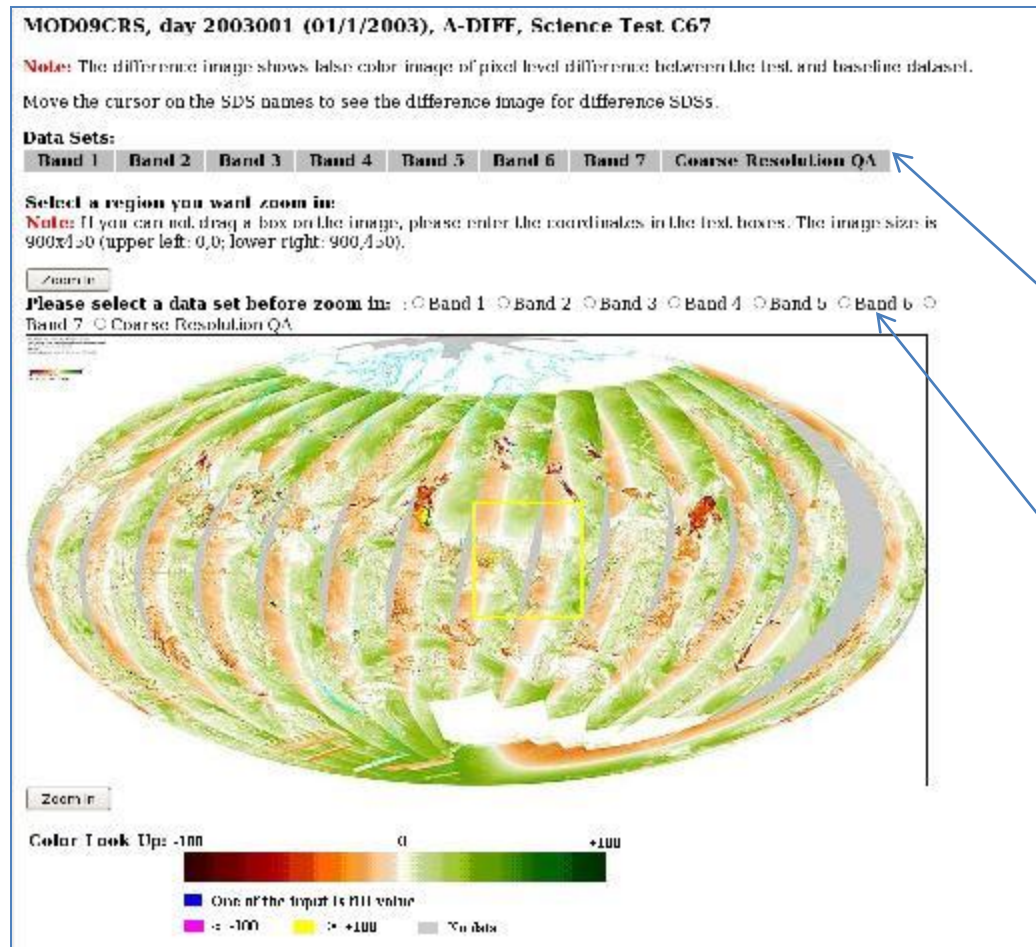 MOD09CRS, day 2003001 (01/1/2003), A-DIFF, Science Test C67
Note: The difference image shows false color image of pixel level difference between the test and baseline dataset.
Move the cursor on the SDS names to see the difference image for difference SDSs.
Data Sets:
Band 1 Band 2 Band 3 Band 4 Band 5 Band 6 Band 7 Coarse Resolution QA
Select a region you want zoom in:
Note: If you can not drag a box on the image, please enter the coordinates in the text boxes. The image size is
900x450 (upper left: 0,0; lower right: 900,450).
Zoom In
Please select a data set before zoom in: : Band 1 Band 2 Band 3 Band 4 Band 5 Band 6
Band 7 Coarse Resolution QA
Zoom In
Color Look Up: -100 0 +100
One of the input is fill value
< -100 > +100 No data